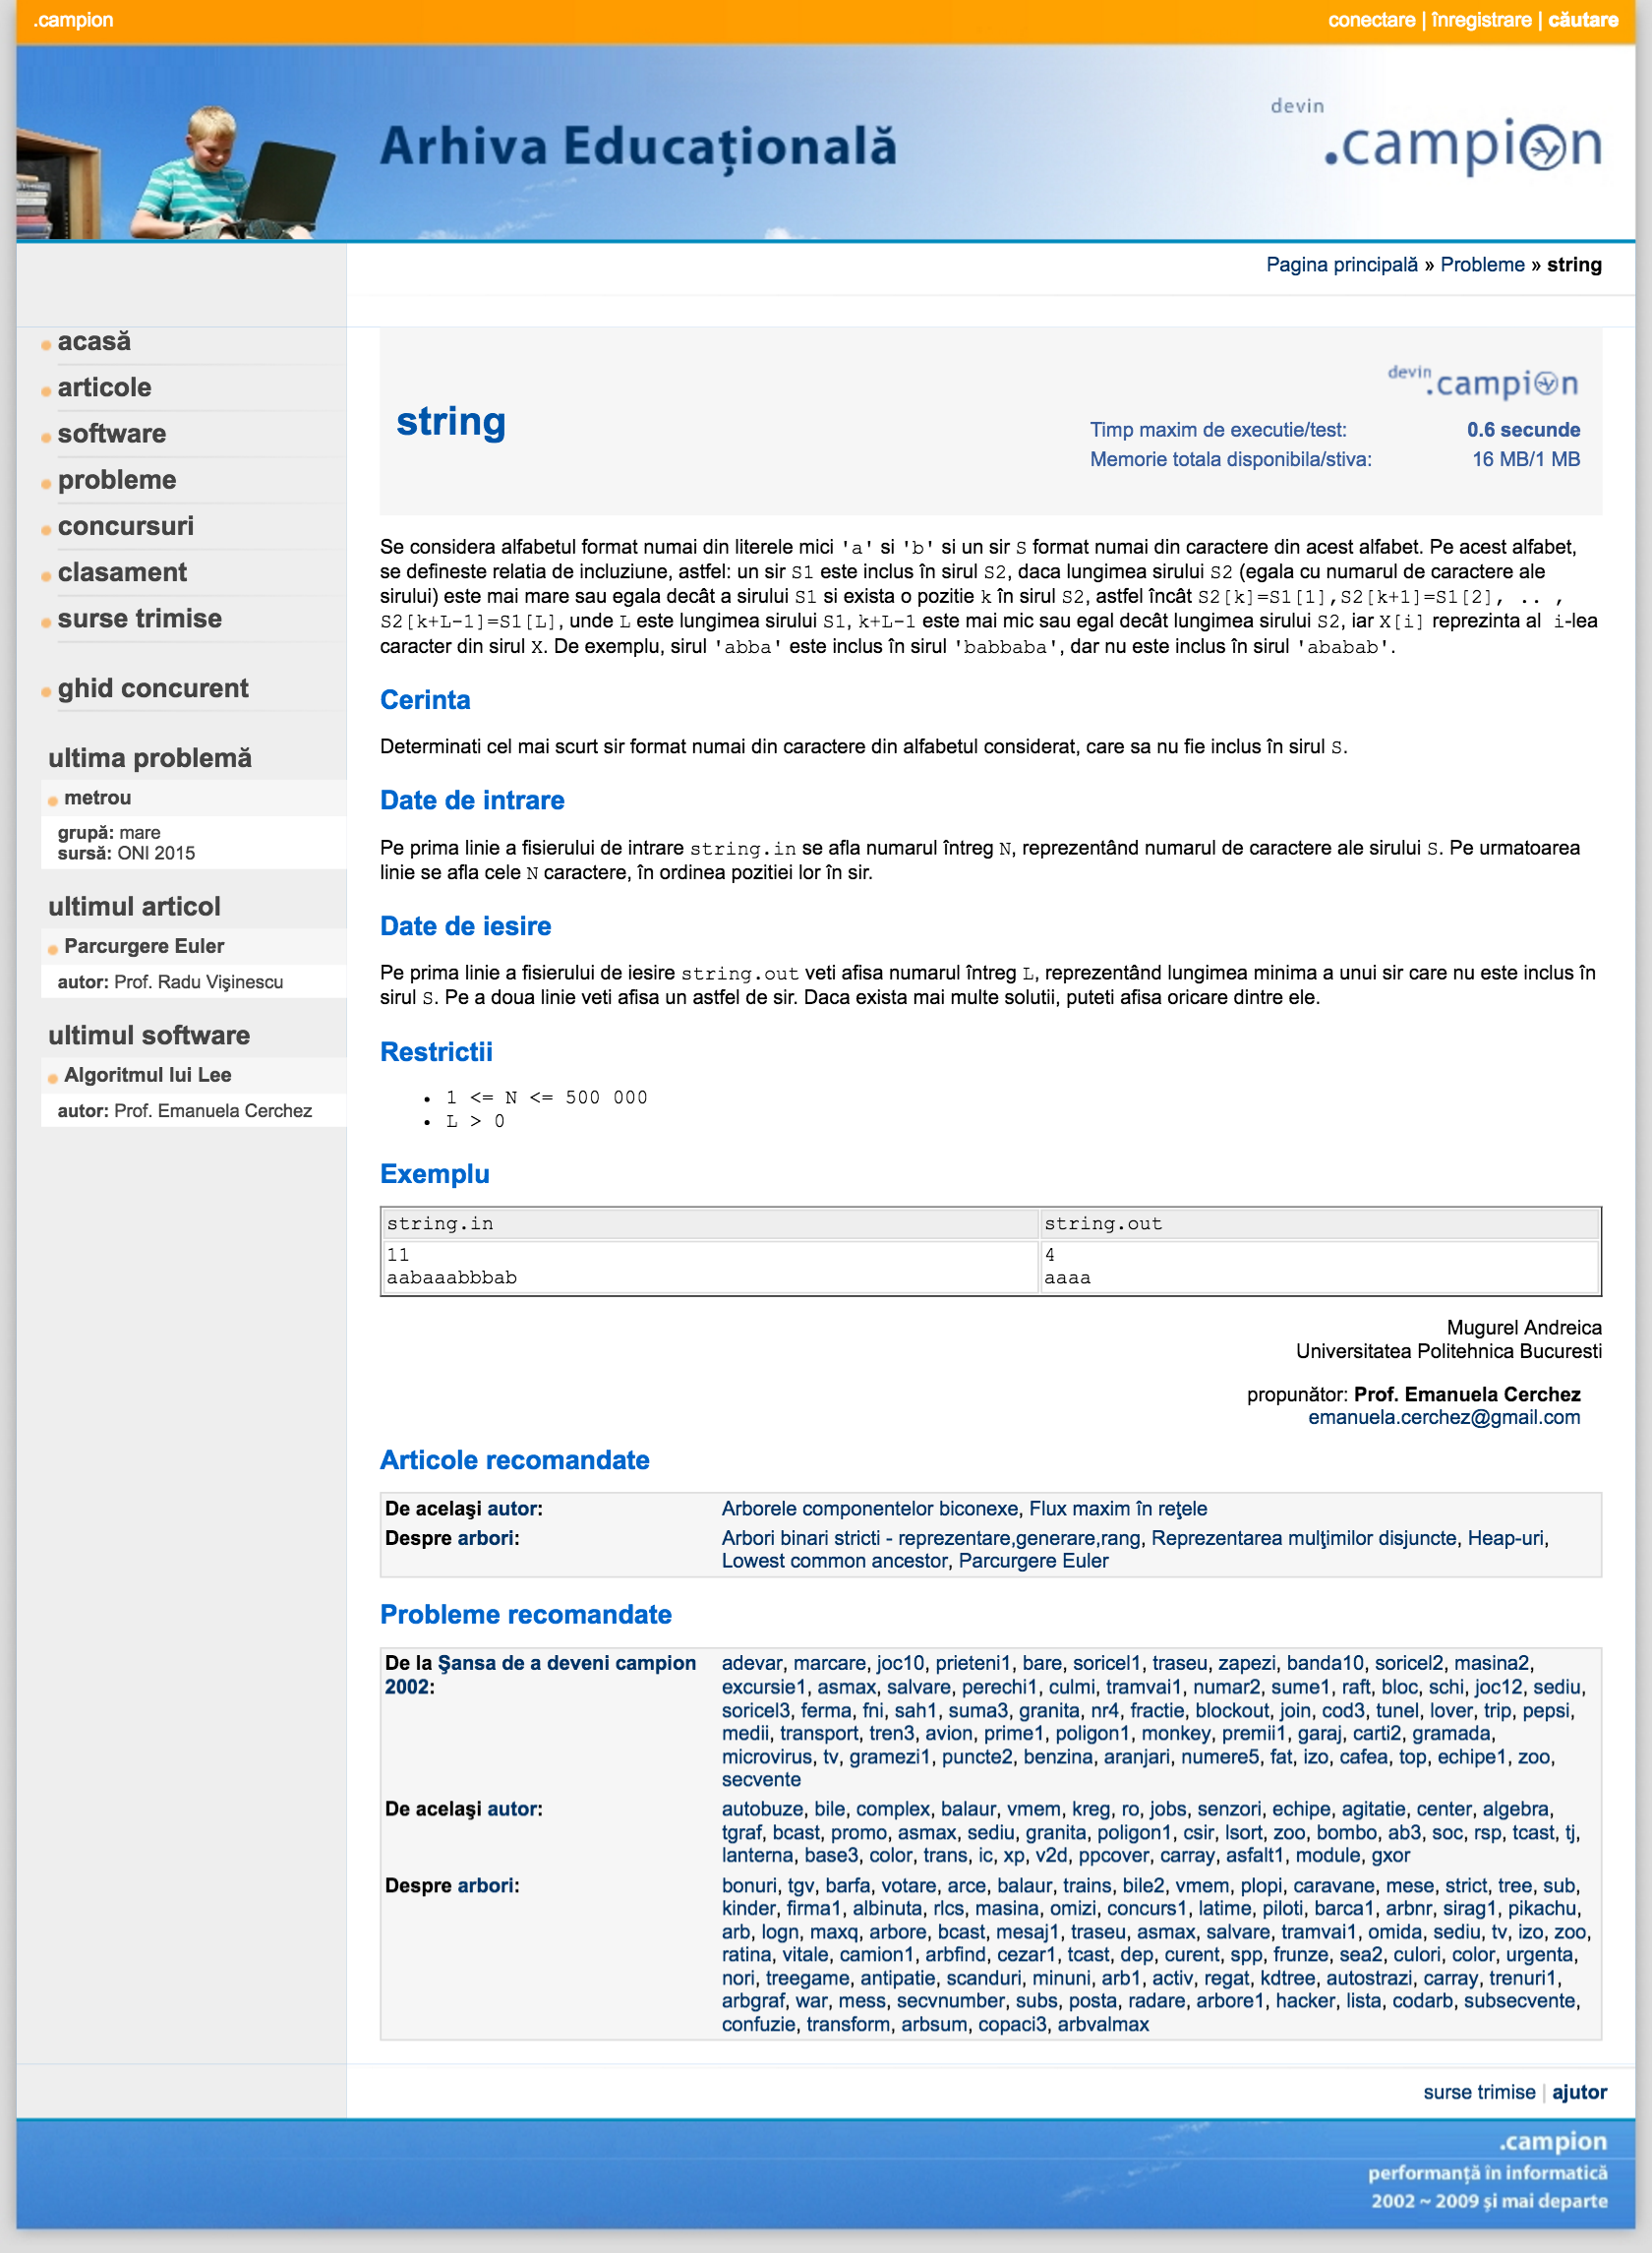 .campion
conectare | înregistrare | căutare
Arhiva Educațională
devin
.campion
Pagina principală » Probleme » string
acasă
articole
software
probleme
concursuri
clasament
surse trimise
ghid concurent
ultima problemă
metrou
grupă: mare
sursă: ONI 2015
ultimul articol
Parcurgere Euler
autor: Prof. Radu Vişinescu
ultimul software
Algoritmul lui Lee
autor: Prof. Emanuela Cerchez
devin
.campion
string
Timp maxim de executie/test: 0.6 secunde
Memorie totala disponibila/stiva: 16 MB/1 MB
Se considera alfabetul format numai din literele mici 'a' si 'b' si un sir S format numai din caractere din acest alfabet. Pe acest alfabet,
se defineste relatia de incluziune, astfel: un sir S1 este inclus în sirul S2, daca lungimea sirului S2 (egala cu numarul de caractere ale
sirului) este mai mare sau egala decât a sirului S1 si exista o pozitie k în sirul S2, astfel încât S2[k]=S1[1],S2[k+1]=S1[2], .. ,
S2[k+L-1]=S1[L], unde L este lungimea sirului S1, k+L-1 este mai mic sau egal decât lungimea sirului S2, iar X[i] reprezinta al i-lea
caracter din sirul X. De exemplu, sirul 'abba' este inclus în sirul 'babbaba', dar nu este inclus în sirul 'ababab'.
Cerinta
Determinati cel mai scurt sir format numai din caractere din alfabetul considerat, care sa nu fie inclus în sirul S.
Date de intrare
Pe prima linie a fisierului de intrare string.in se afla numarul întreg N, reprezentând numarul de caractere ale sirului S. Pe urmatoarea
linie se afla cele N caractere, în ordinea pozitiei lor în sir.
Date de iesire
Pe prima linie a fisierului de iesire string.out veti afisa numarul întreg L, reprezentând lungimea minima a unui sir care nu este inclus în
sirul S. Pe a doua linie veti afisa un astfel de sir. Daca exista mai multe solutii, puteti afisa oricare dintre ele.
Restrictii
• 1 <= N <= 500 000
• L > 0
Exemplu
string.in string.out
11 4
aabaaabbbab aaaa
Mugurel Andreica
Universitatea Politehnica Bucuresti
propunător: Prof. Emanuela Cerchez
emanuela.cerchez@gmail.com
Articole recomandate
De acelaşi autor: Arborele componentelor biconexe, Flux maxim în reţele
Despre arbori: Arbori binari stricti - reprezentare,generare,rang, Reprezentarea mulţimilor disjuncte, Heap-uri,
Lowest common ancestor, Parcurgere Euler
Probleme recomandate
De la Şansa de a deveni campion
2002:
adevar, marcare, joc10, prieteni1, bare, soricel1, traseu, zapezi, banda10, soricel2, masina2,
excursie1, asmax, salvare, perechi1, culmi, tramvai1, numar2, sume1, raft, bloc, schi, joc12, sediu,
soricel3, ferma, fni, sah1, suma3, granita, nr4, fractie, blockout, join, cod3, tunel, lover, trip, pepsi,
medii, transport, tren3, avion, prime1, poligon1, monkey, premii1, garaj, carti2, gramada,
microvirus, tv, gramezi1, puncte2, benzina, aranjari, numere5, fat, izo, cafea, top, echipe1, zoo,
secvente
De acelaşi autor: autobuze, bile, complex, balaur, vmem, kreg, ro, jobs, senzori, echipe, agitatie, center, algebra,
tgraf, bcast, promo, asmax, sediu, granita, poligon1, csir, lsort, zoo, bombo, ab3, soc, rsp, tcast, tj,
lanterna, base3, color, trans, ic, xp, v2d, ppcover, carray, asfalt1, module, gxor
Despre arbori: bonuri, tgv, barfa, votare, arce, balaur, trains, bile2, vmem, plopi, caravane, mese, strict, tree, sub,
kinder, firma1, albinuta, rlcs, masina, omizi, concurs1, latime, piloti, barca1, arbnr, sirag1, pikachu,
arb, logn, maxq, arbore, bcast, mesaj1, traseu, asmax, salvare, tramvai1, omida, sediu, tv, izo, zoo,
ratina, vitale, camion1, arbfind, cezar1, tcast, dep, curent, spp, frunze, sea2, culori, color, urgenta,
nori, treegame, antipatie, scanduri, minuni, arb1, activ, regat, kdtree, autostrazi, carray, trenuri1,
arbgraf, war, mess, secvnumber, subs, posta, radare, arbore1, hacker, lista, codarb, subsecvente,
confuzie, transform, arbsum, copaci3, arbvalmax
surse trimise | ajutor
.campion
performanță în informatică
2002 ~ 2009 și mai departe